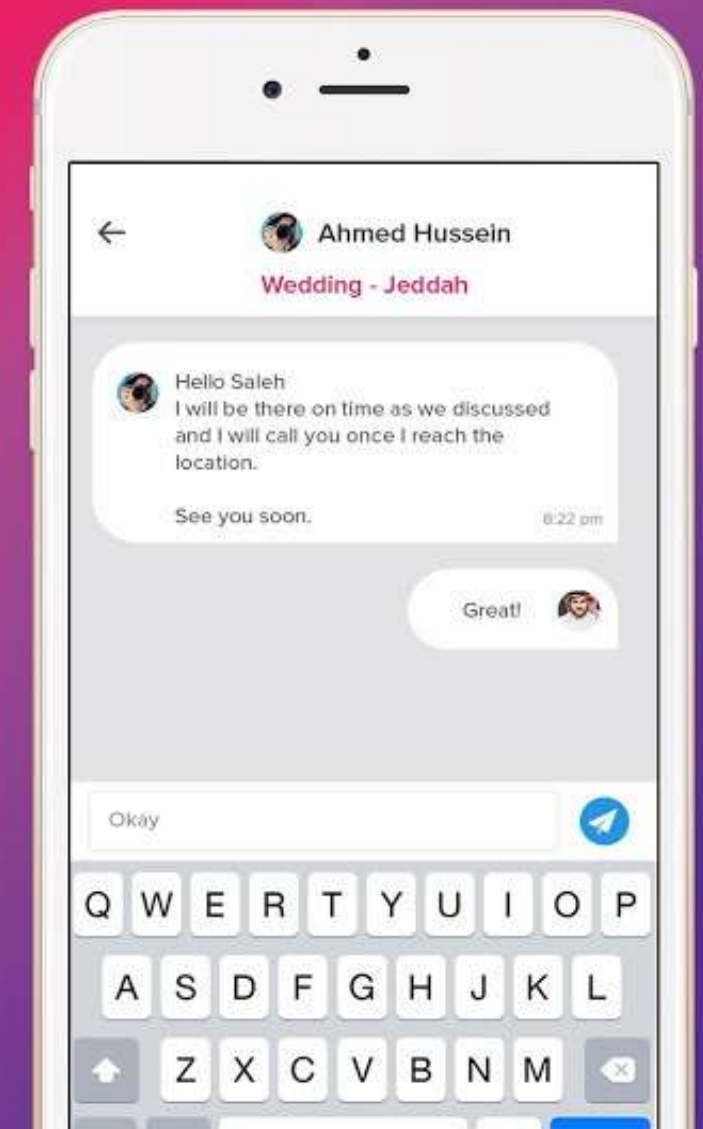 Ahmed Hussein
Wedding - Jeddah
Hello Saleh
I will be there on time as we discussed
and I will call you once I reach the
location.
See you soon.
8:22 pm
Great!
Okay
Q W E R T Y U I O P
A S D F G H J K L
Z X C V B N M